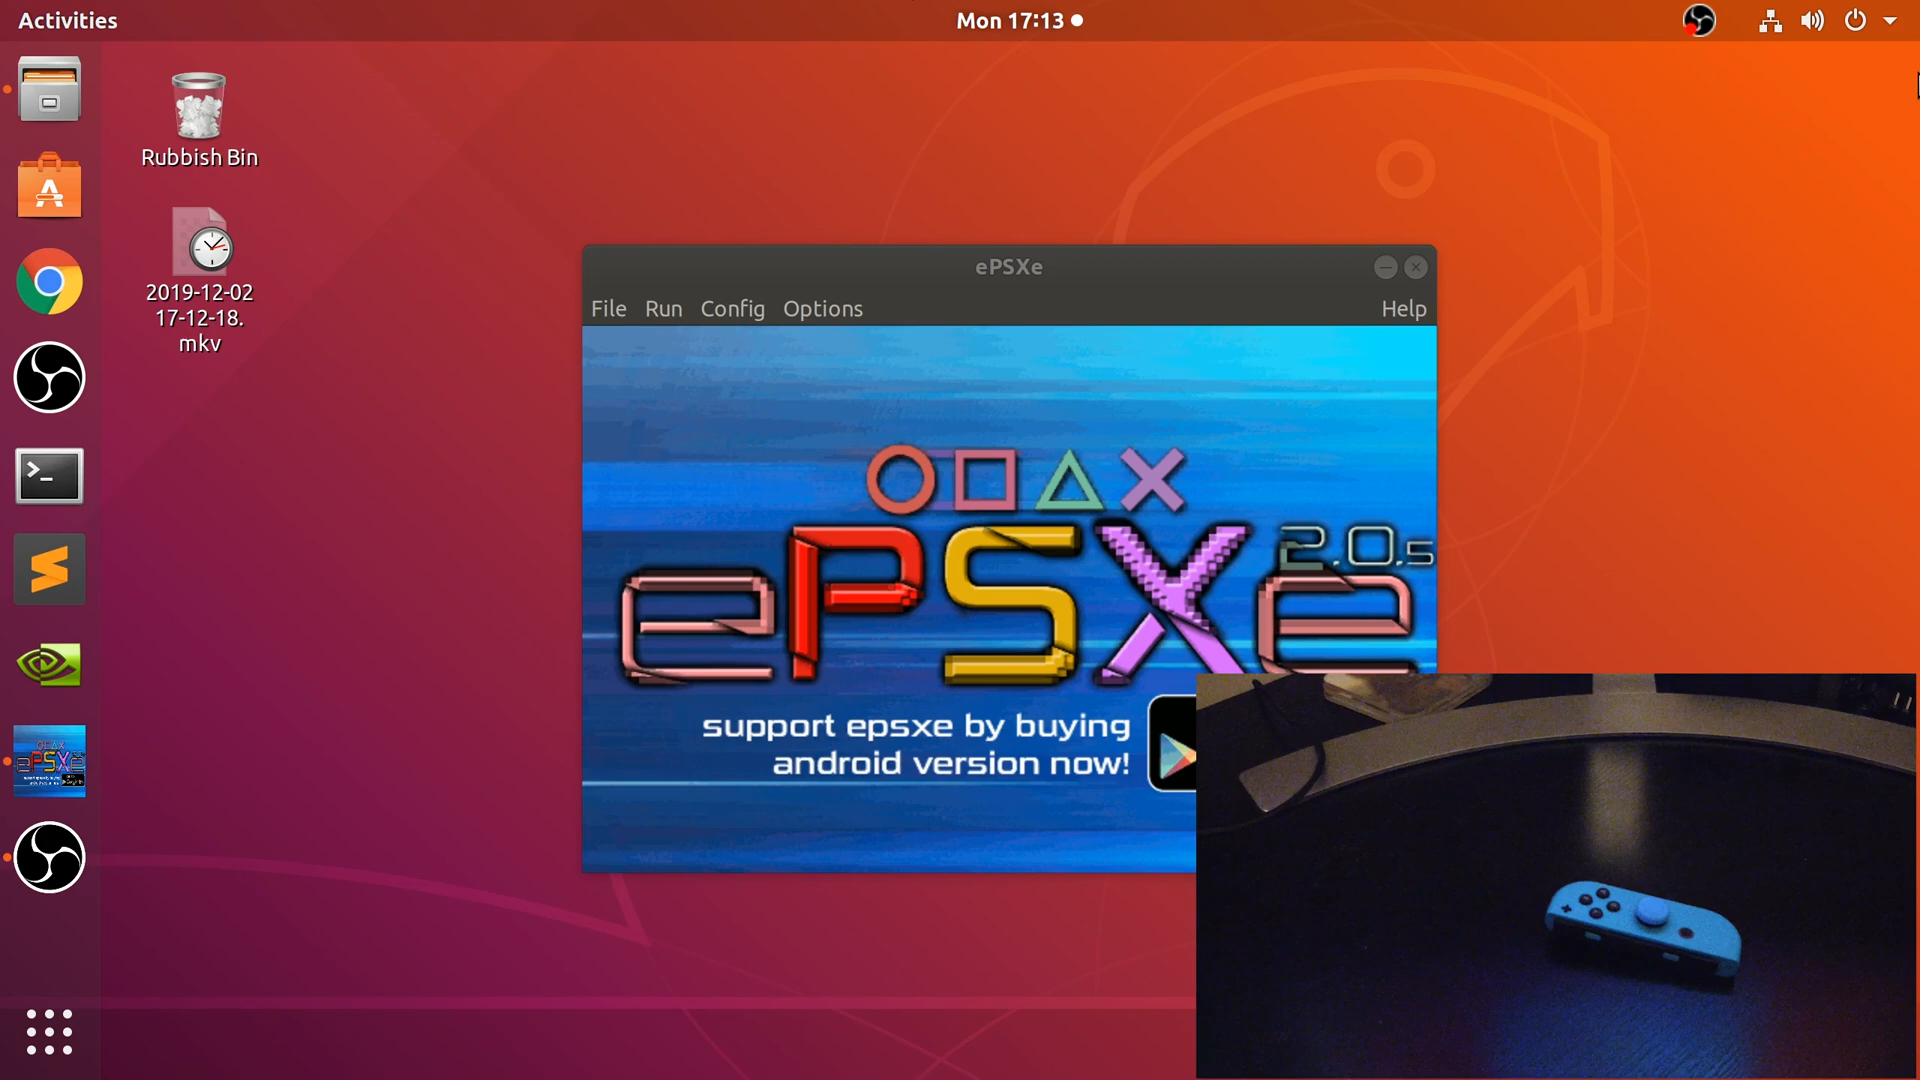 Activities
Mon 17:13
Rubbish Bin
2019-12-02
17-12-18.
mkv
ePSXe
File Run Config Options Help
ePSXe 2.0.5
support epsxe by buying
android version now!